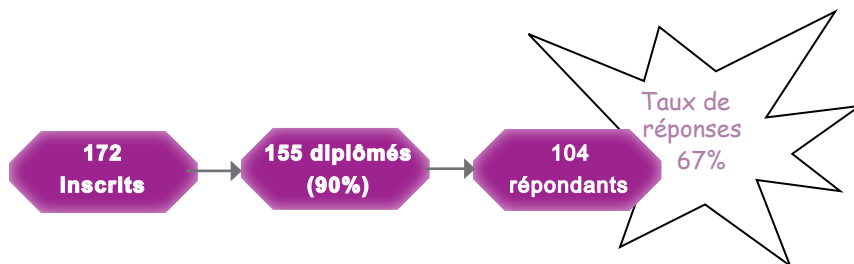 172
inscrits
155 diplômés
(90%)
104
répondants
Taux de
réponses
67%